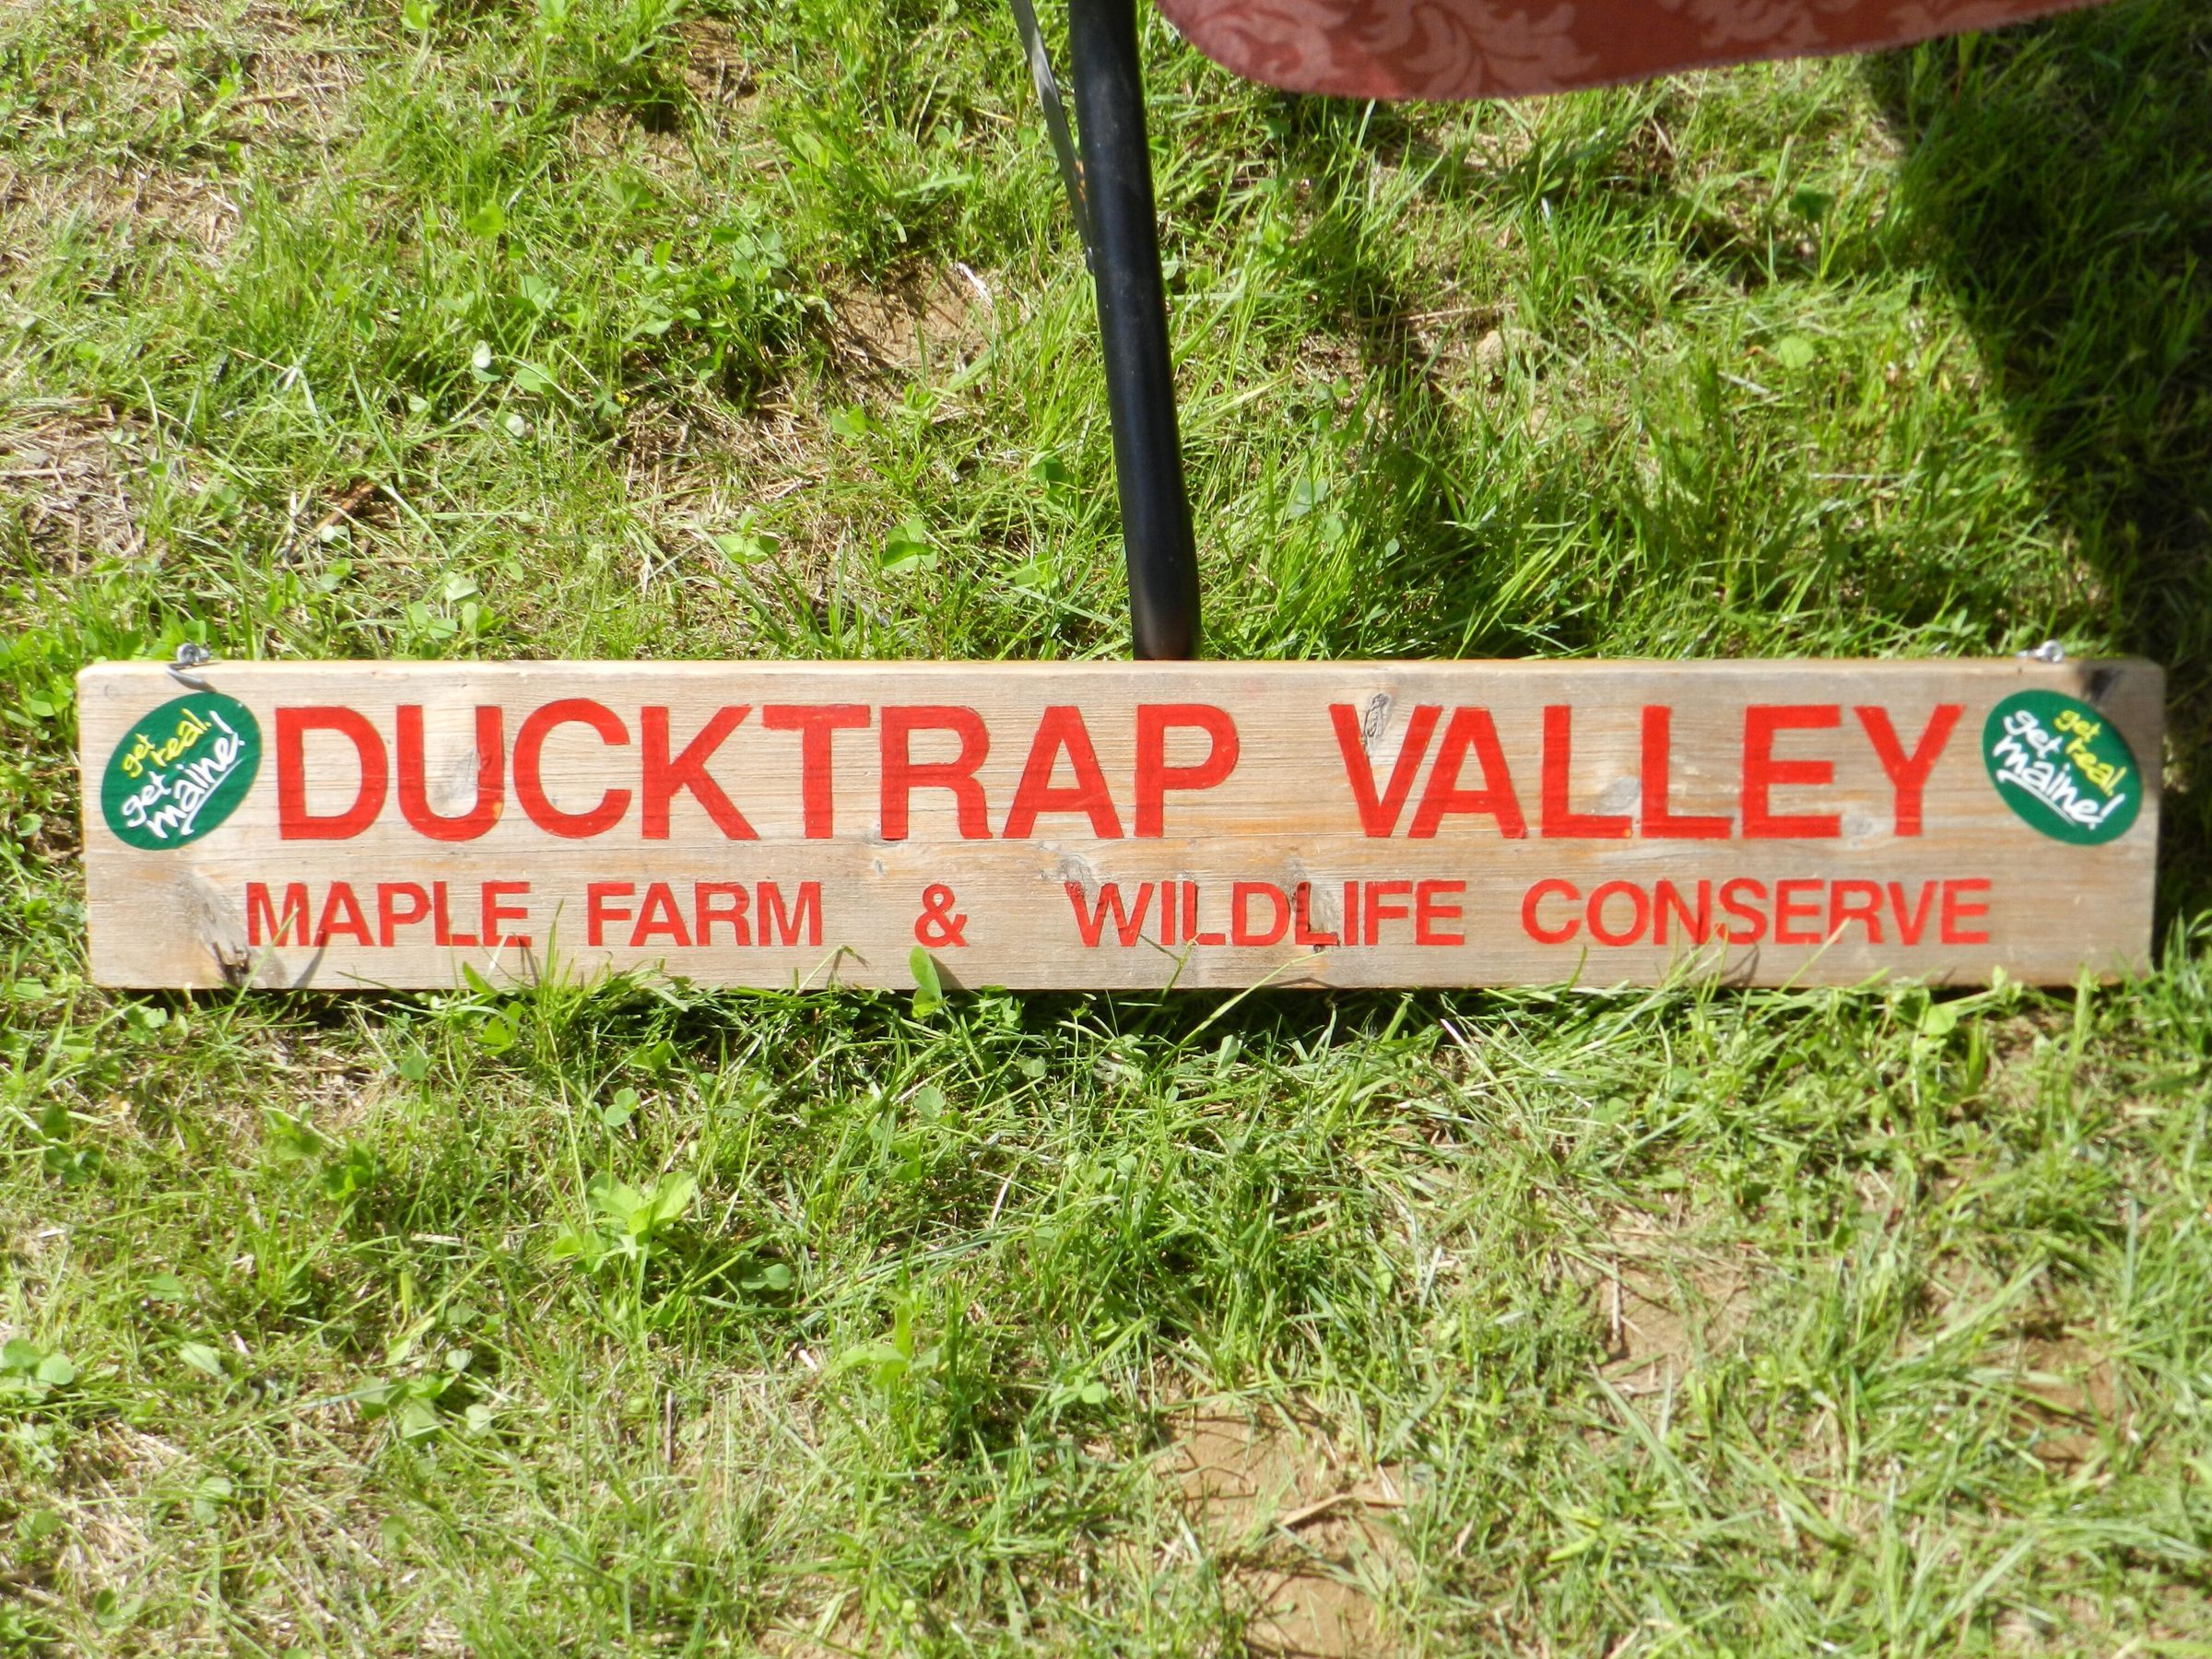 get real.
get maine!
DUCKTRAP VALLEY
get real.
get maine!
MAPLE FARM & WILDLIFE CONSERVE